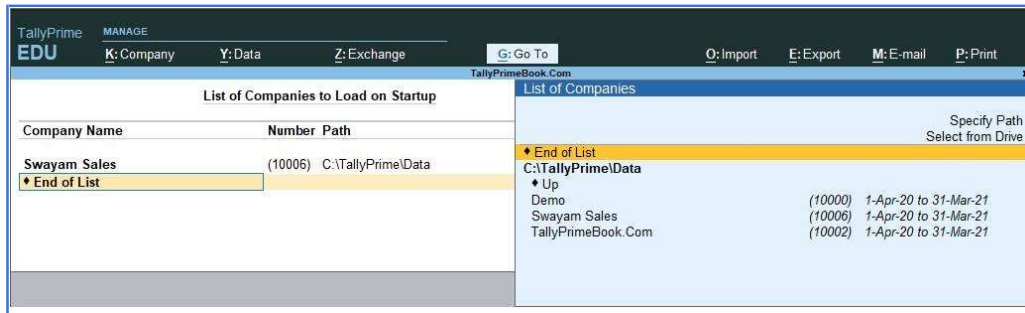 TallyPrime MANAGE
EDU K: Company Y: Data Z: Exchange G: Go To O: Import E: Export M: E-mail P: Print
TallyPrimeBook.Com
List of Companies to Load on Startup
Company Name Number Path
Swayam Sales (10006) C:\TallyPrime\Data
♦ End of List
List of Companies
Specify Path
Select from Drive
♦ End of List
C:\TallyPrime\Data
♦ Up
Demo (10000) 1-Apr-20 to 31-Mar-21
Swayam Sales (10006) 1-Apr-20 to 31-Mar-21
TallyPrimeBook.Com (10002) 1-Apr-20 to 31-Mar-21